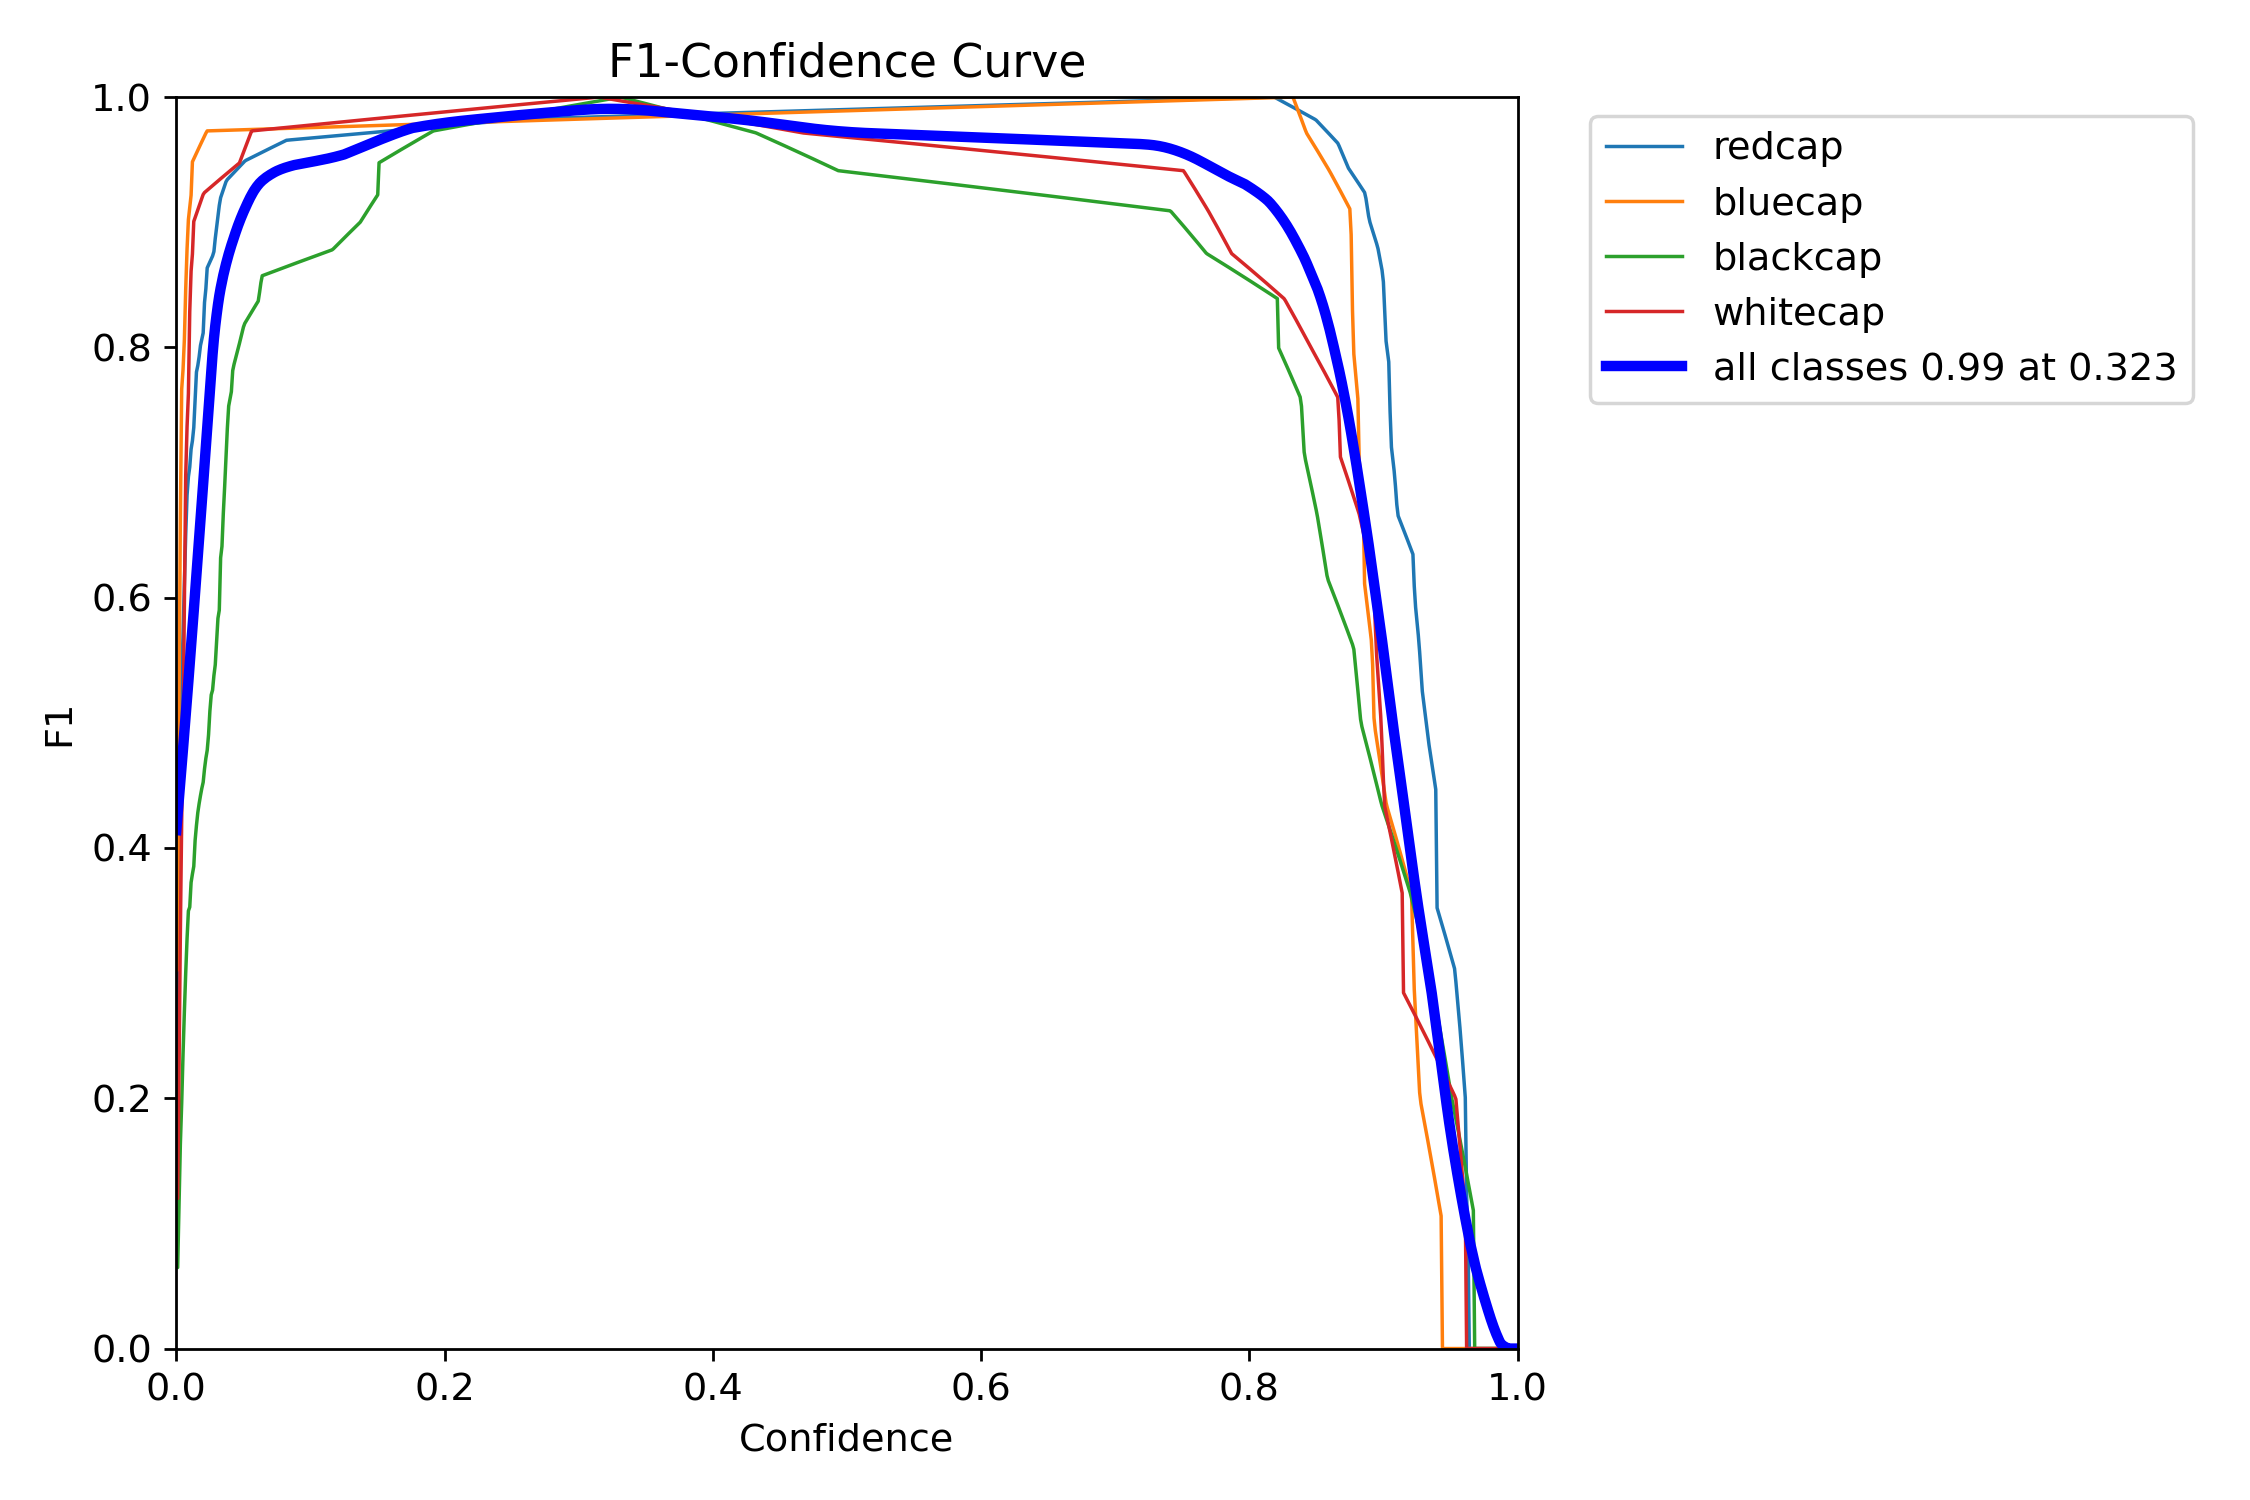 F1-Confidence Curve
1.0
0.8
0.6
0.4
0.2
0.0
F1
0.0 0.2 0.4 0.6 0.8 1.0
Confidence
redcap
bluecap
blackcap
whitecap
all classes 0.99 at 0.323